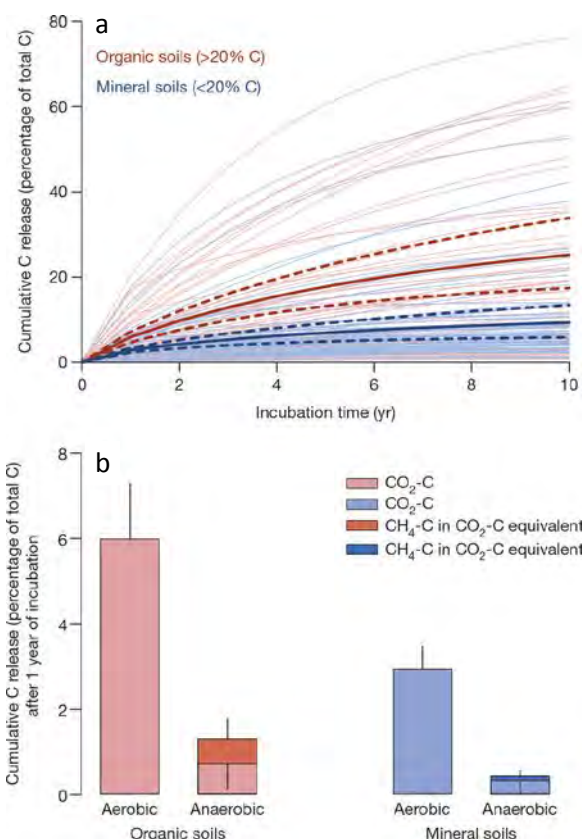 a
80
60
40
20
0
Cumulative C release (percentage of total C)
Organic soils (>20% C)
Mineral soils (<20% C)
0 2 4 6 8 10
Incubation time (yr)
b
8
6
4
2
0
Cumulative C release (percentage of total C)
after 1 year of incubation
CO₂-C
CO₂-C
CH₄-C in CO₂-C equivalent
CH₄-C in CO₂-C equivalent
Aerobic Anaerobic Aerobic Anaerobic
Organic soils Mineral soils